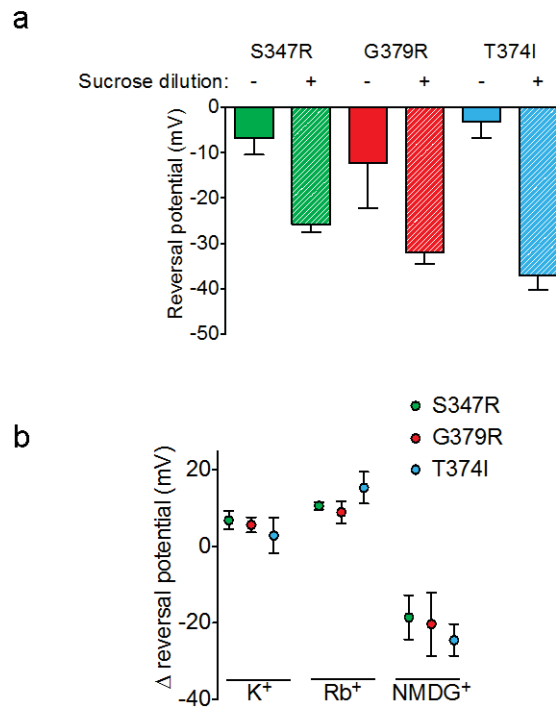 a
S347R G379R T374I
Sucrose dilution: - + - + - +
Reversal potential (mV)
0
-10
-20
-30
-40
-50
b
S347R
G379R
T374I
Δ reversal potential (mV)
20
0
-20
-40
K+ Rb+ NMDG+